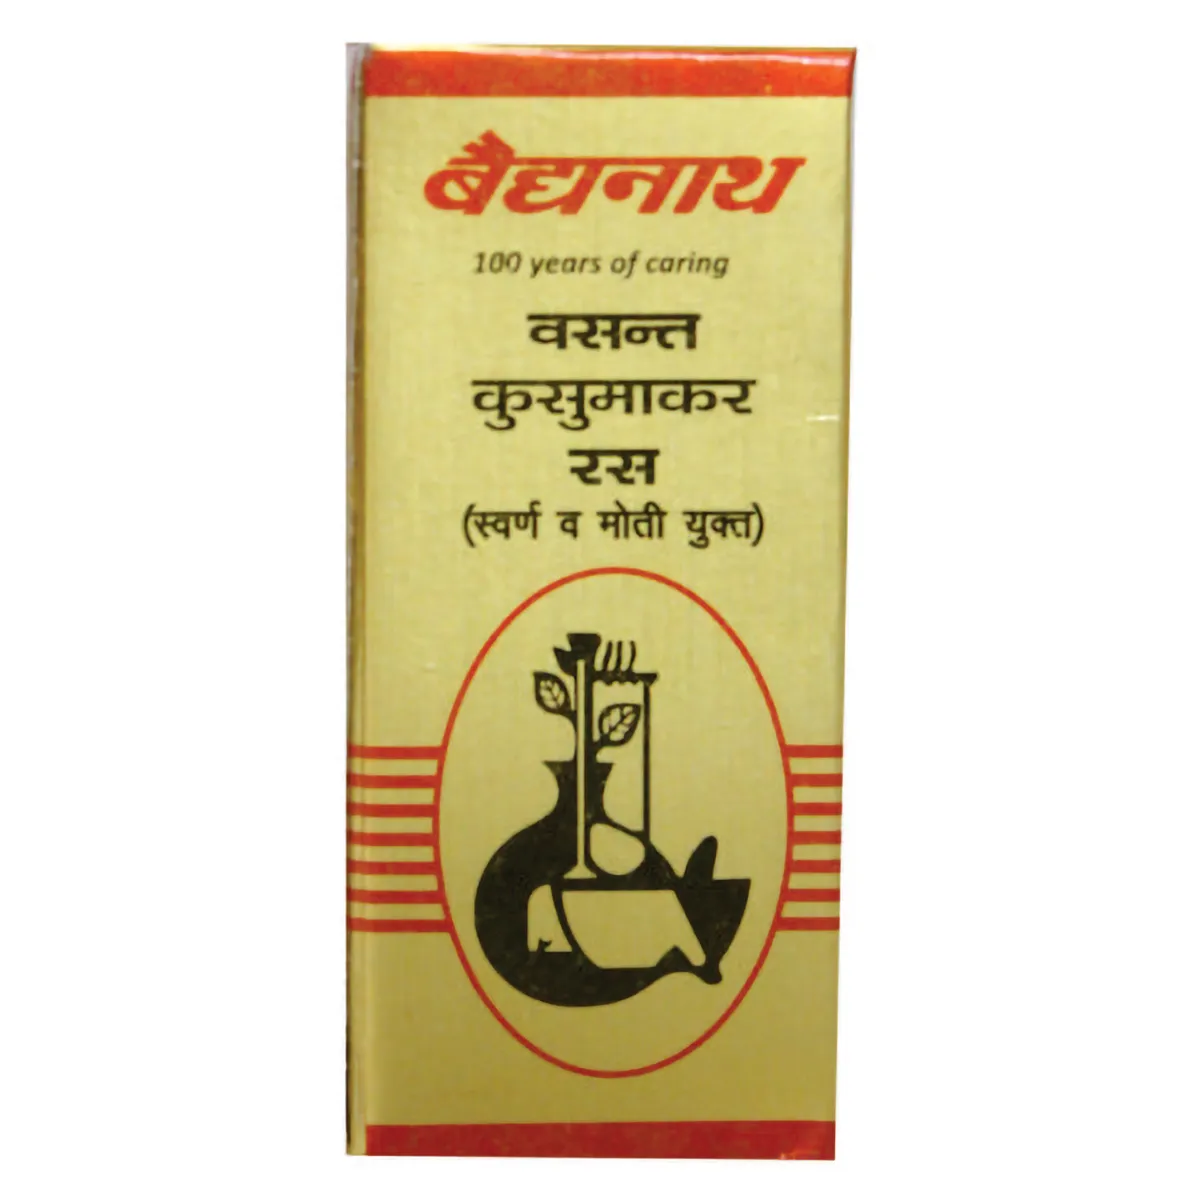 बैद्यनाथ
100 years of caring
वसन्त
कुसुमाकर
रस
(स्वर्ण व मोती युक्त)